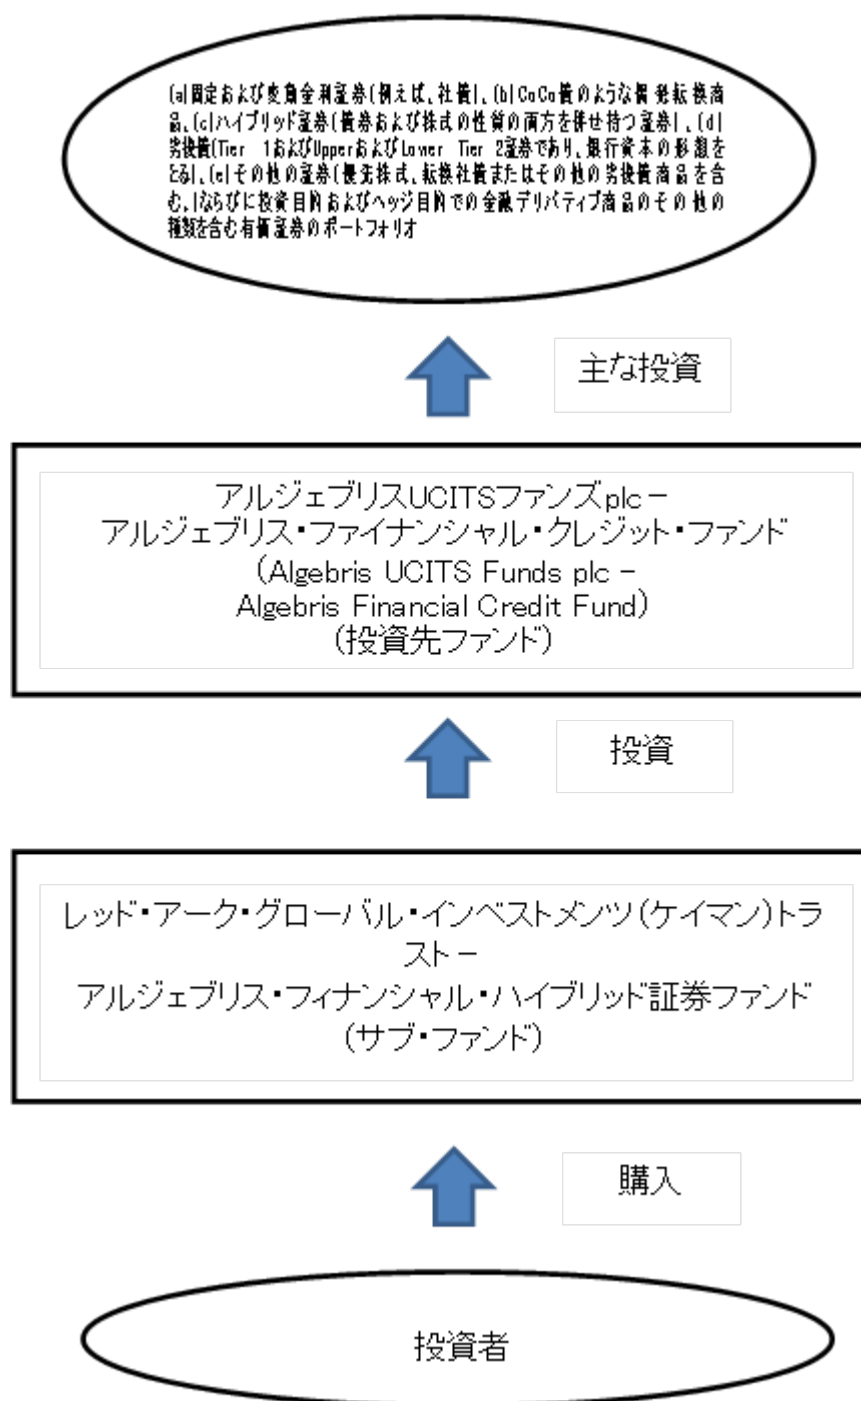 (a)固定および変動金利証券(例えば、社債)、(b)CoCo債のような偶発転換商
品、(c)ハイブリッド証券(債券および株式の性質の両方を併せ持つ証券)、(d)
劣後債(Tier 1およびUpperおよびLower Tier 2証券であり、銀行資本の形態を
とる)、(e)その他の証券(優先株式、転換社債またはその他の劣後債商品を含
む。)ならびに投資目的およびヘッジ目的での金融デリバティブ商品のその他の
種類を含む有価証券のポートフォリオ
主な投資
アルジェブリスUCITSファンズplc－
アルジェブリス・ファイナンシャル・クレジット・ファンド
(Algebris UCITS Funds plc －
Algebris Financial Credit Fund)
(投資先ファンド)
投資
レッド・アーク・グローバル・インベストメンツ(ケイマン)トラ
スト－
アルジェブリス・フィナンシャル・ハイブリッド証券ファンド
(サブ・ファンド)
購入
投資者